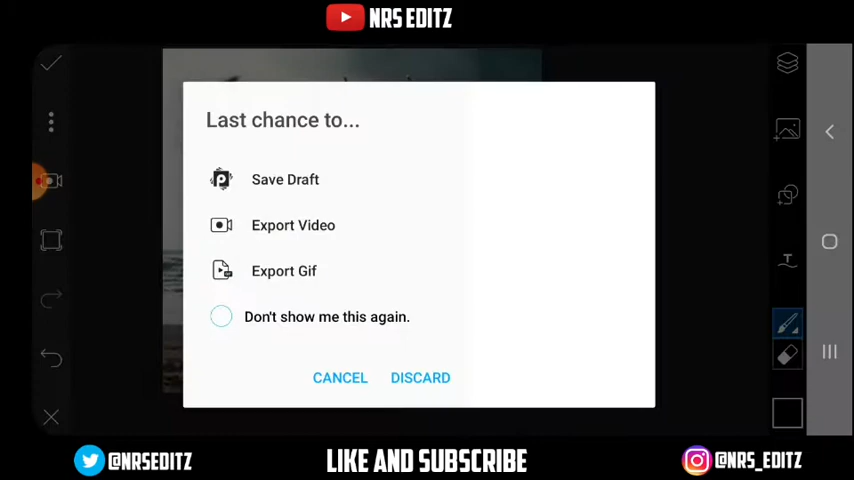 NRS EDITZ
Last chance to...
Save Draft
Export Video
Export Gif
Don't show me this again.
CANCEL DISCARD
@NRSEDITZ LIKE AND SUBSCRIBE @NRS_EDITZ